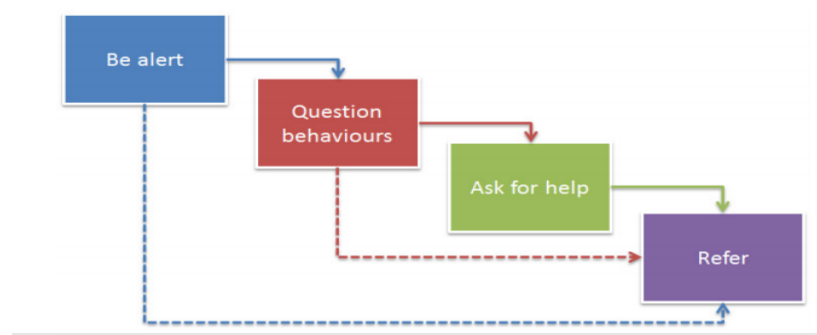 Be alert
Question
behaviours
Ask for help
Refer